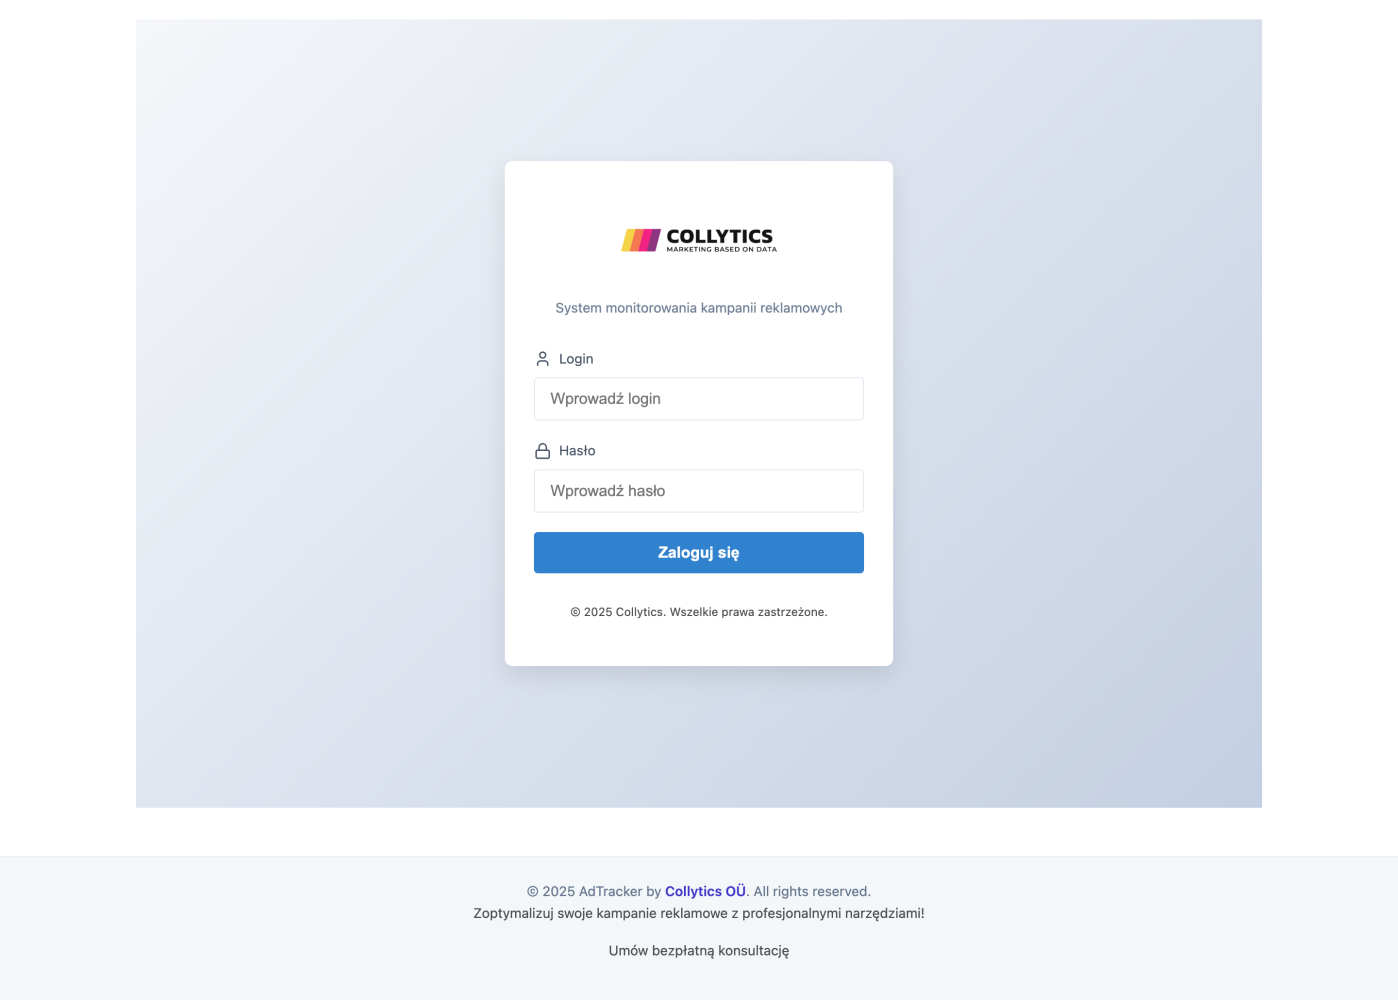 COLLYTICS
MARKETING BASED ON DATA
System monitorowania kampanii reklamowych
Login
Wprowadź login
Hasło
Wprowadź hasło
Zaloguj się
© 2025 Collytics. Wszelkie prawa zastrzeżone.
© 2025 AdTracker by Collytics OÜ. All rights reserved.
Zoptymalizuj swoje kampanie reklamowe z profesjonalnymi narzędziami!
Umów bezpłatną konsultację